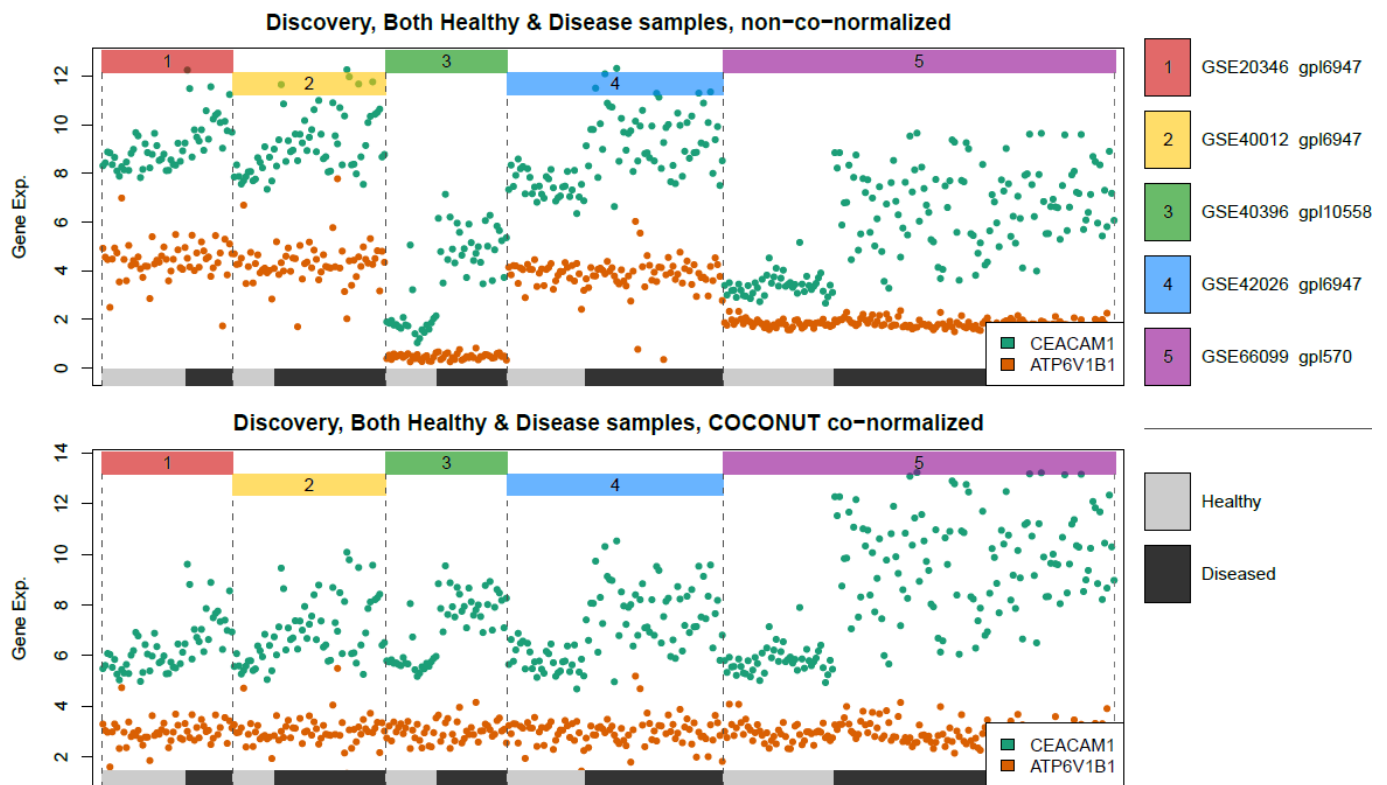 Discovery, Both Healthy & Disease samples, non−co−normalized
1
2
3
4
5
Gene Exp.
12
10
8
6
4
2
0
CEACAM1
ATP6V1B1
1 GSE20346 gpl6947
2 GSE40012 gpl6947
3 GSE40396 gpl10558
4 GSE42026 gpl6947
5 GSE66099 gpl570
Discovery, Both Healthy & Disease samples, COCONUT co−normalized
1
2
3
4
5
Gene Exp.
14
12
10
8
6
4
2
CEACAM1
ATP6V1B1
Healthy
Diseased